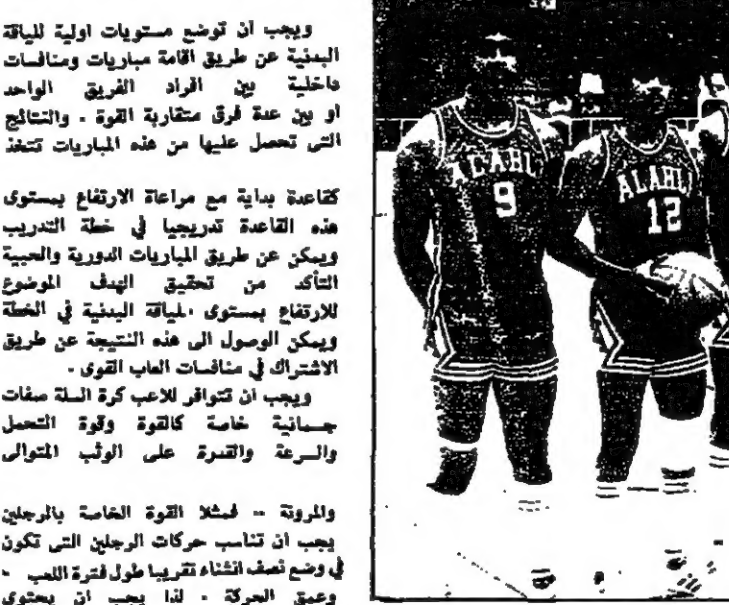 ويجب ان توضع مستويات اولية للياقة
البدنية عن طريق اقامة مباريات ومنافسات
داخلية بين افراد الفريق الواحد
او بين عدة فرق متقاربة القوة - والنتائج
التى تحصل عليها من هذه المباريات تتخذ
كقاعدة بداية مع مراعاة الارتفاع بمستوى
هذه القاعدة تدريجيا في خطة التدريب
ويمكن عن طريق المباريات الدورية والحبية
التأكد من تحقيق الهدف الموضوع
للارتفاع بمستوى لمياقة البدنية في الخطة
ويمكن الوصول الى هذه النتيجة عن طريق
الاشتراك في منافسات العاب القوى -
ويجب ان تتوافر للاعب كرة السلة صفات
جسمانية خاصة كالقوة وقوة التحمل
والسرعة والقدرة على الوثب المتوالى
والمرونة - فمثلا القوة الخاصة بالرجلين
يجب ان تناسب حركات الرجلين التى تكون
في وضع نصف انثناء تقريبا طول فترة اللعب -
وعمق الحركة - لذا يجب ان يحتوى
ALAHLI
9
ALAHLI
12